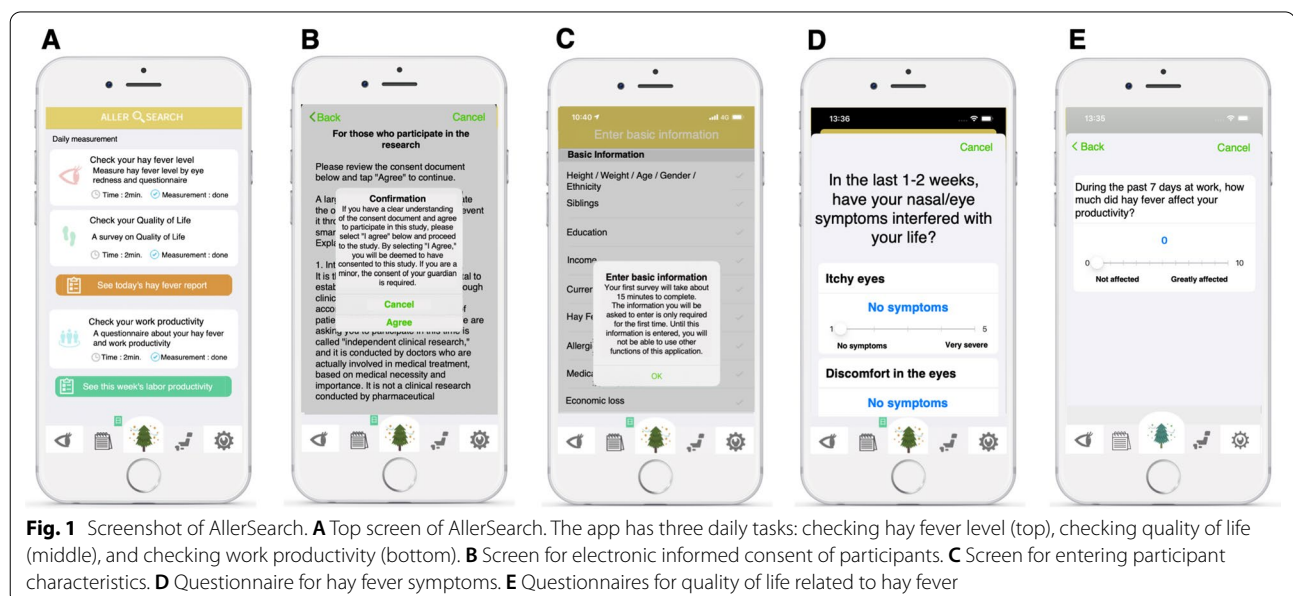 A
ALLER SEARCH
Daily measurement
Check your hay fever level
Measure hay fever level by eye
redness and questionnaire
Time : 2min. Measurement : done
Check your Quality of Life
A survey on Quality of Life
Time : 2min. Measurement : done
See today's hay fever report
Check your work productivity
A questionnaire about your hay fever
and work productivity
Time : 2min. Measurement : done
See this week's labor productivity
B
<Back Cancel
For those who participate in the
research
Please review the consent document
below and tap "Agree" to continue.
Confirmation
If you have a clear understanding
of the consent document and agree
to participate in this study, please
select "I agree" below and proceed
to the study. By selecting "I Agree,"
you will be deemed to have
consented to this study. If you are a
minor, the consent of your guardian
is required.
Cancel
Agree
called "independent clinical research,"
and it is conducted by doctors who are
actually involved in medical treatment,
based on medical necessity and
importance. It is not a clinical research
conducted by pharmaceutical
C
10:40 4G
Enter basic information
Basic Information
Height / Weight / Age / Gender /
Ethnicity
Siblings
Education
Income
Enter basic information
Your first survey will take about
15 minutes to complete.
The information you will be
asked to enter is only required
for the first time. Until this
information is entered, you will
not be able to use other
functions of this application.
OK
Economic loss
D
13:36
Cancel
In the last 1-2 weeks,
have your nasal/eye
symptoms interfered with
your life?
Itchy eyes
No symptoms
1 5
No symptoms Very severe
Discomfort in the eyes
No symptoms
E
13:35
< Back Cancel
During the past 7 days at work, how
much did hay fever affect your
productivity?
0
0 10
Not affected Greatly affected
Fig. 1 Screenshot of AllerSearch. A Top screen of AllerSearch. The app has three daily tasks: checking hay fever level (top), checking quality of life
(middle), and checking work productivity (bottom). B Screen for electronic informed consent of participants. C Screen for entering participant
characteristics. D Questionnaire for hay fever symptoms. E Questionnaires for quality of life related to hay fever